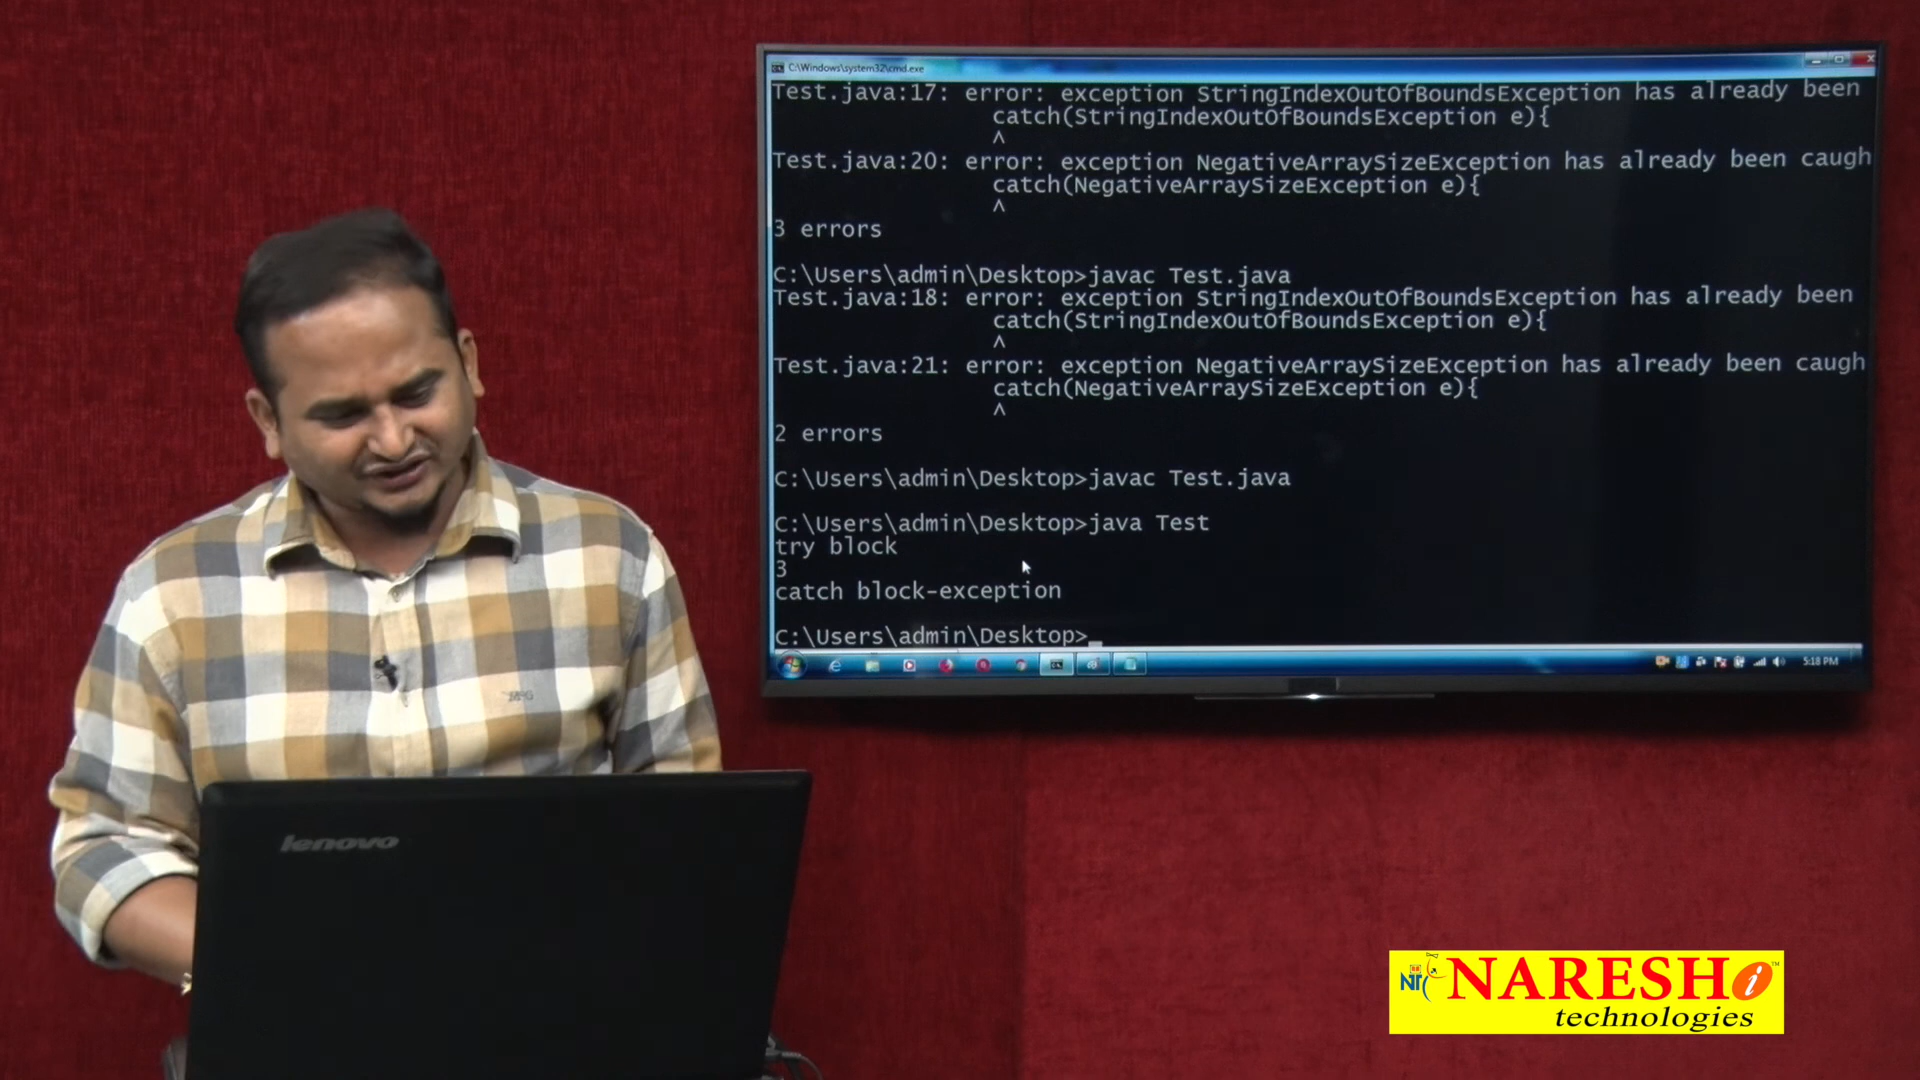 C:\Windows\system32\cmd.exe
Test.java:17: error: exception StringIndexOutOfBoundsException has already been
catch(StringIndexOutOfBoundsException e){
^
Test.java:20: error: exception NegativeArraySizeException has already been caugh
catch(NegativeArraySizeException e){
^
3 errors
C:\Users\admin\Desktop>javac Test.java
Test.java:18: error: exception StringIndexOutOfBoundsException has already been
catch(StringIndexOutOfBoundsException e){
^
Test.java:21: error: exception NegativeArraySizeException has already been caugh
catch(NegativeArraySizeException e){
^
2 errors
C:\Users\admin\Desktop>javac Test.java
C:\Users\admin\Desktop>java Test
try block
3
catch block-exception
C:\Users\admin\Desktop>_
5:18 PM
lenovo
NARESH i
technologies